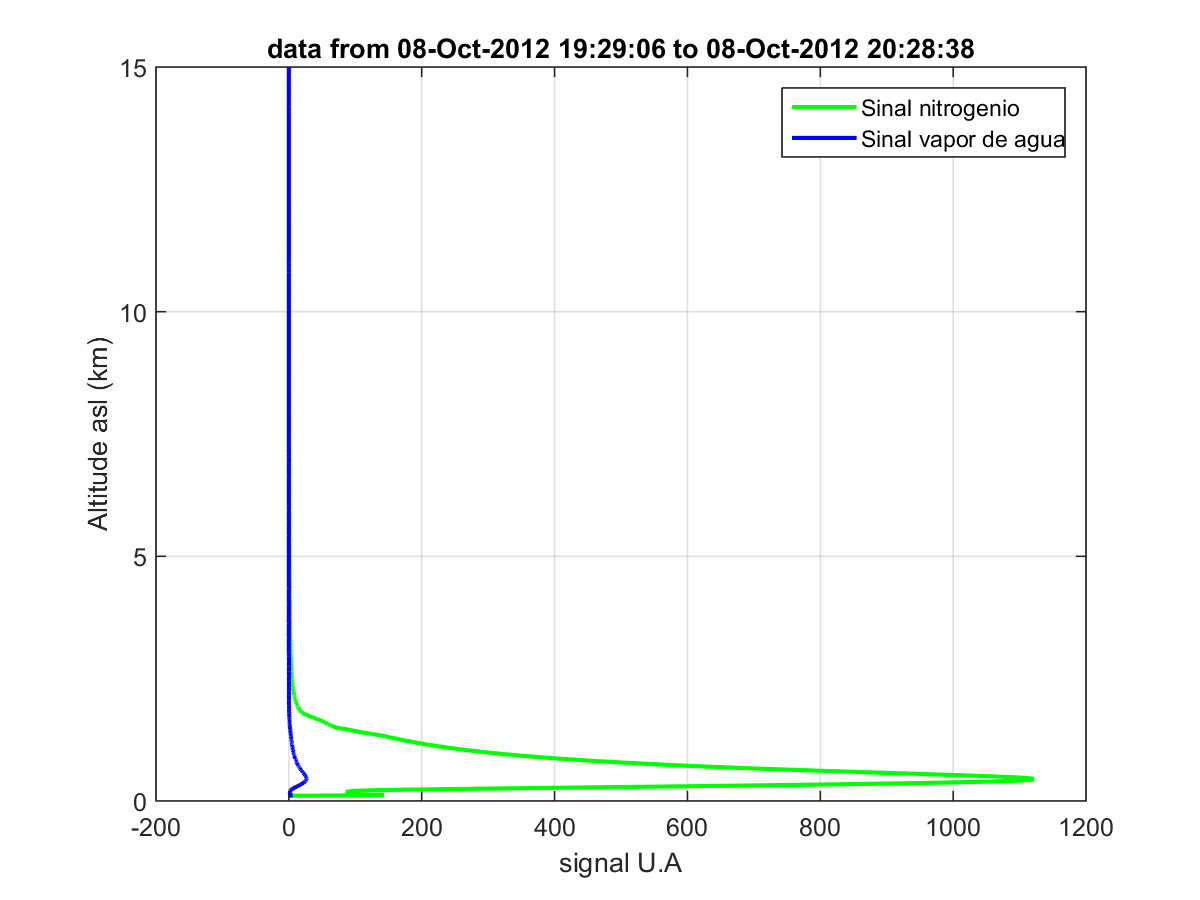 data from 08-Oct-2012 19:29:06 to 08-Oct-2012 20:28:38
Sinal nitrogenio
Sinal vapor de agua
15
10
5
0
Altitude asl (km)
-200 0 200 400 600 800 1000 1200
signal U.A